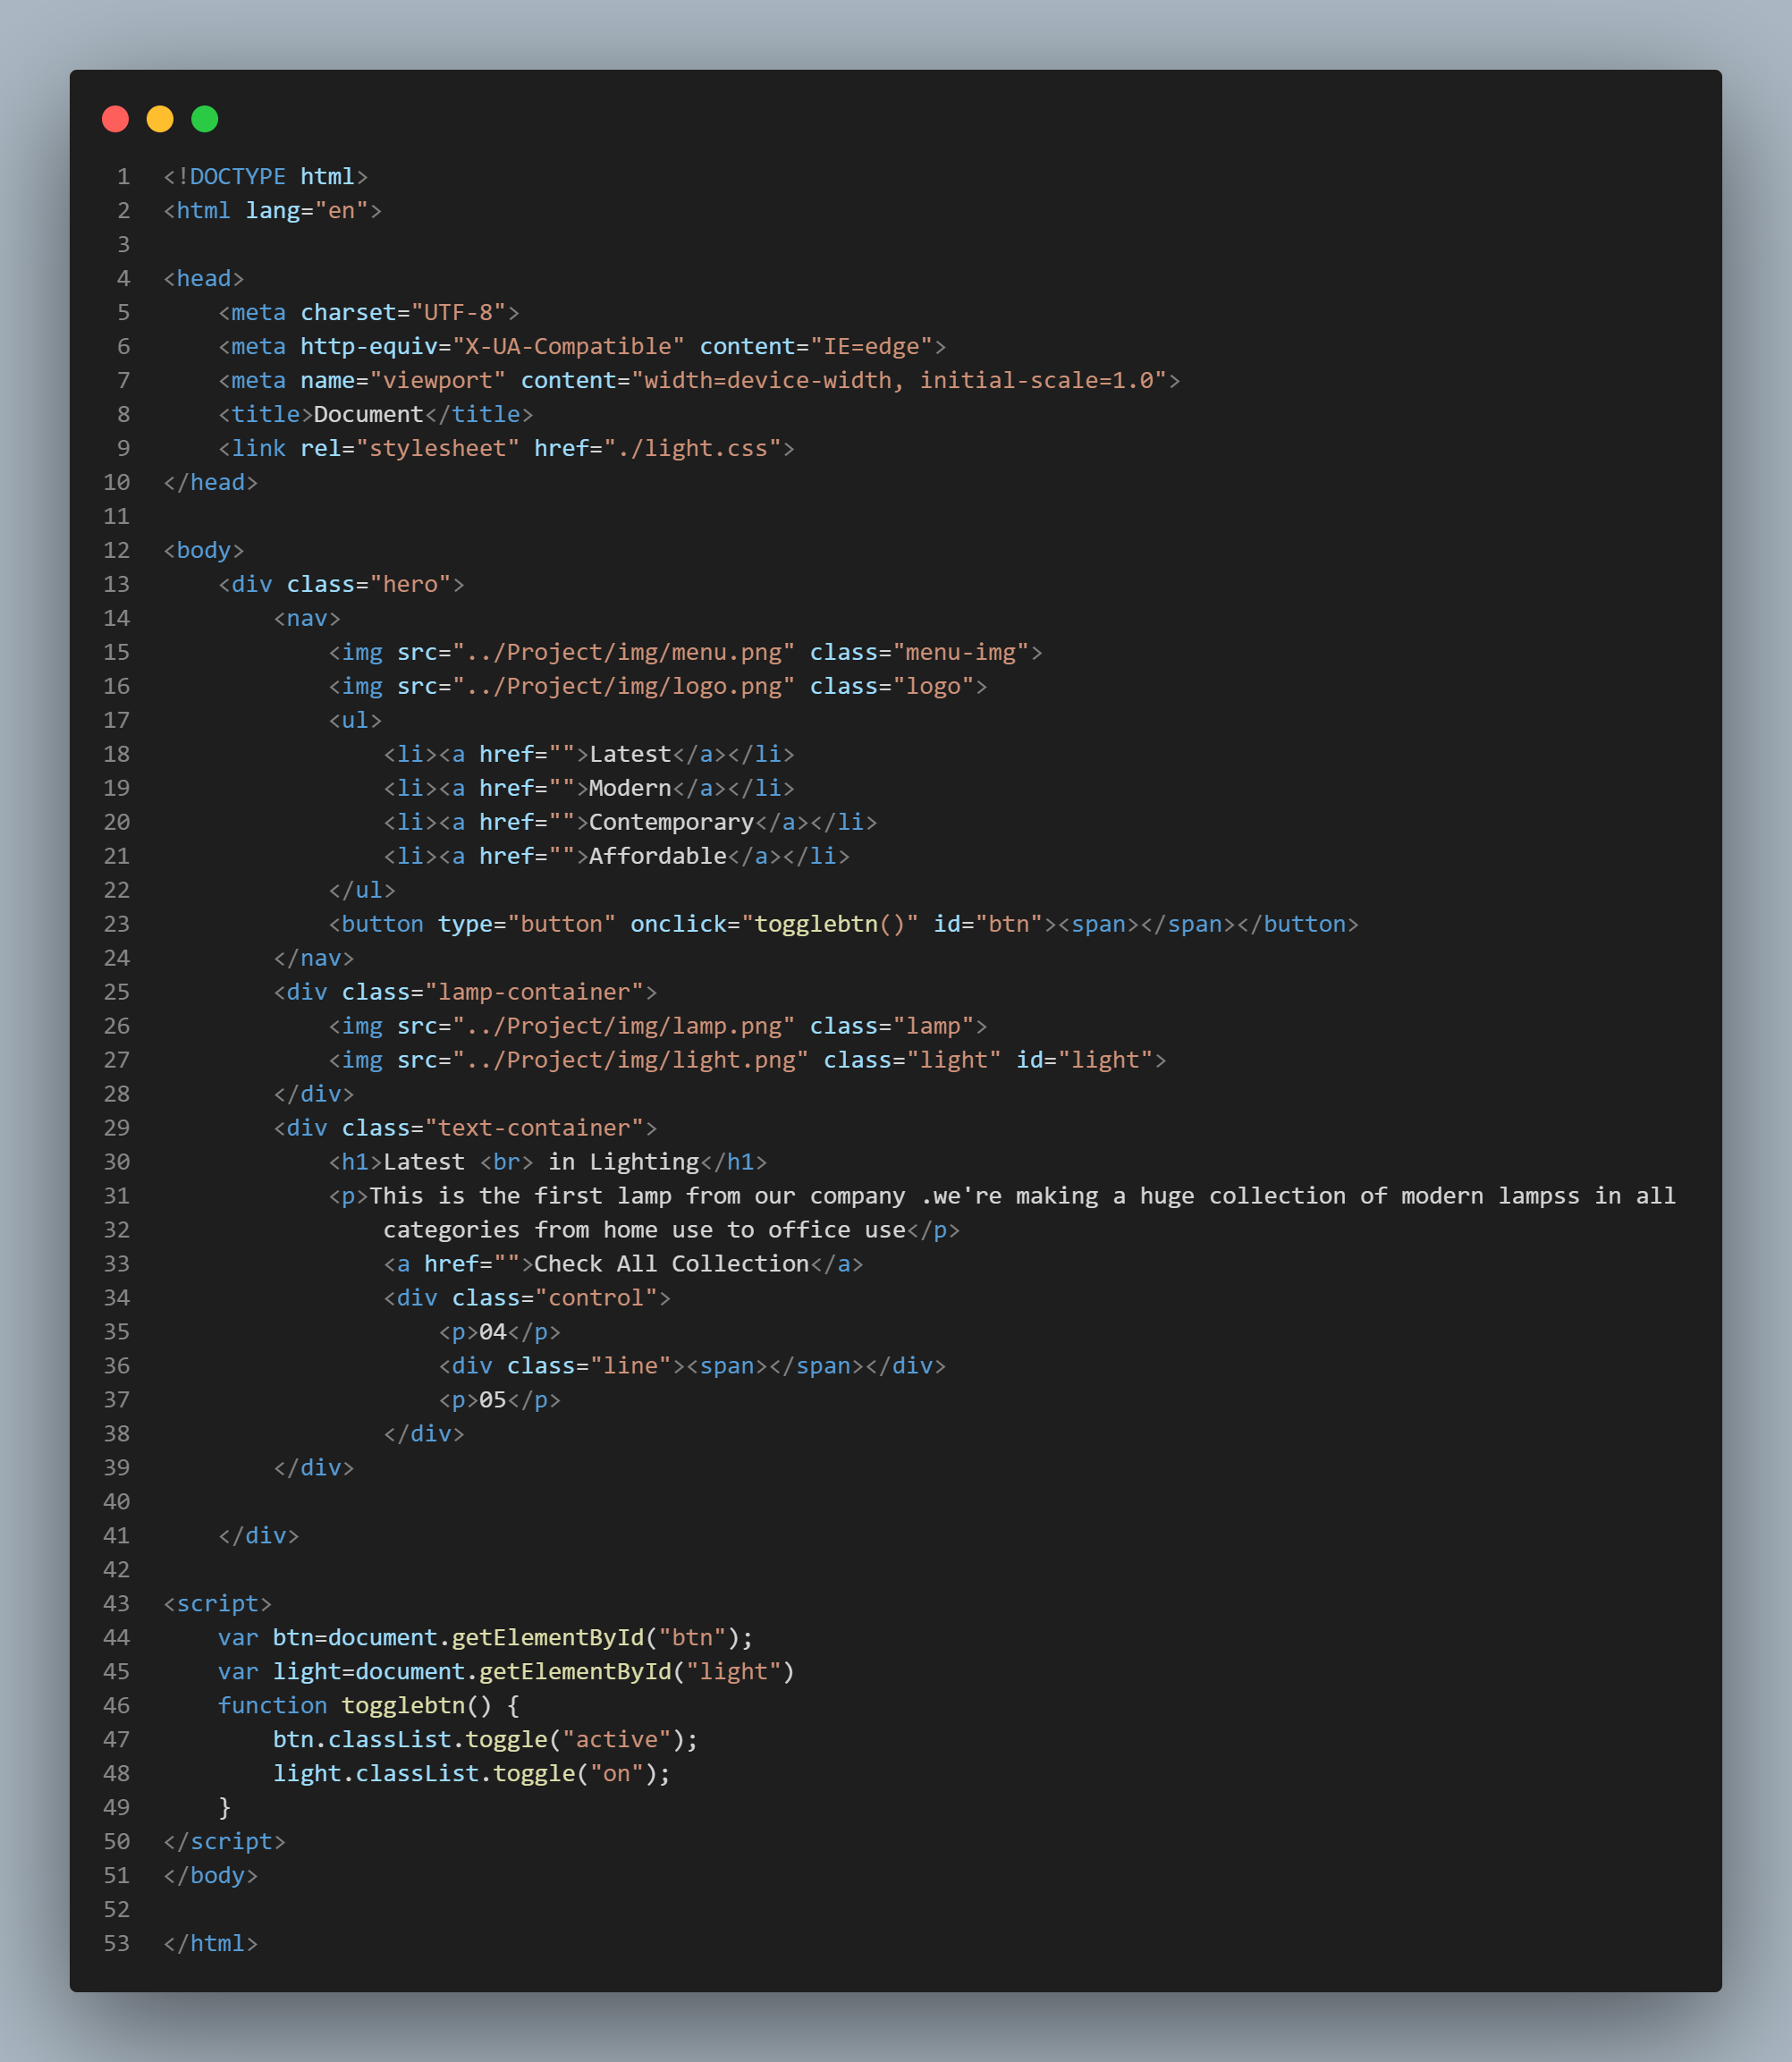 1 <!DOCTYPE html>
2 <html lang="en">
3
4 <head>
5     <meta charset="UTF-8">
6     <meta http-equiv="X-UA-Compatible" content="IE=edge">
7     <meta name="viewport" content="width=device-width, initial-scale=1.0">
8     <title>Document</title>
9     <link rel="stylesheet" href="./light.css">
10 </head>
11
12 <body>
13     <div class="hero">
14         <nav>
15             <img src="../Project/img/menu.png" class="menu-img">
16             <img src="../Project/img/logo.png" class="logo">
17             <ul>
18                 <li><a href="">Latest</a></li>
19                 <li><a href="">Modern</a></li>
20                 <li><a href="">Contemporary</a></li>
21                 <li><a href="">Affordable</a></li>
22             </ul>
23             <button type="button" onclick="togglebtn()" id="btn"><span></span></button>
24         </nav>
25         <div class="lamp-container">
26             <img src="../Project/img/lamp.png" class="lamp">
27             <img src="../Project/img/light.png" class="light" id="light">
28         </div>
29         <div class="text-container">
30             <h1>Latest <br> in Lighting</h1>
31             <p>This is the first lamp from our company .we're making a huge collection of modern lampss in all
32                 categories from home use to office use</p>
33                 <a href="">Check All Collection</a>
34                 <div class="control">
35                     <p>04</p>
36                     <div class="line"><span></span></div>
37                     <p>05</p>
38                 </div>
39         </div>
40
41     </div>
42
43 <script>
44     var btn=document.getElementById("btn");
45     var light=document.getElementById("light")
46     function togglebtn() {
47         btn.classList.toggle("active");
48         light.classList.toggle("on");
49     }
50 </script>
51 </body>
52
53 </html>